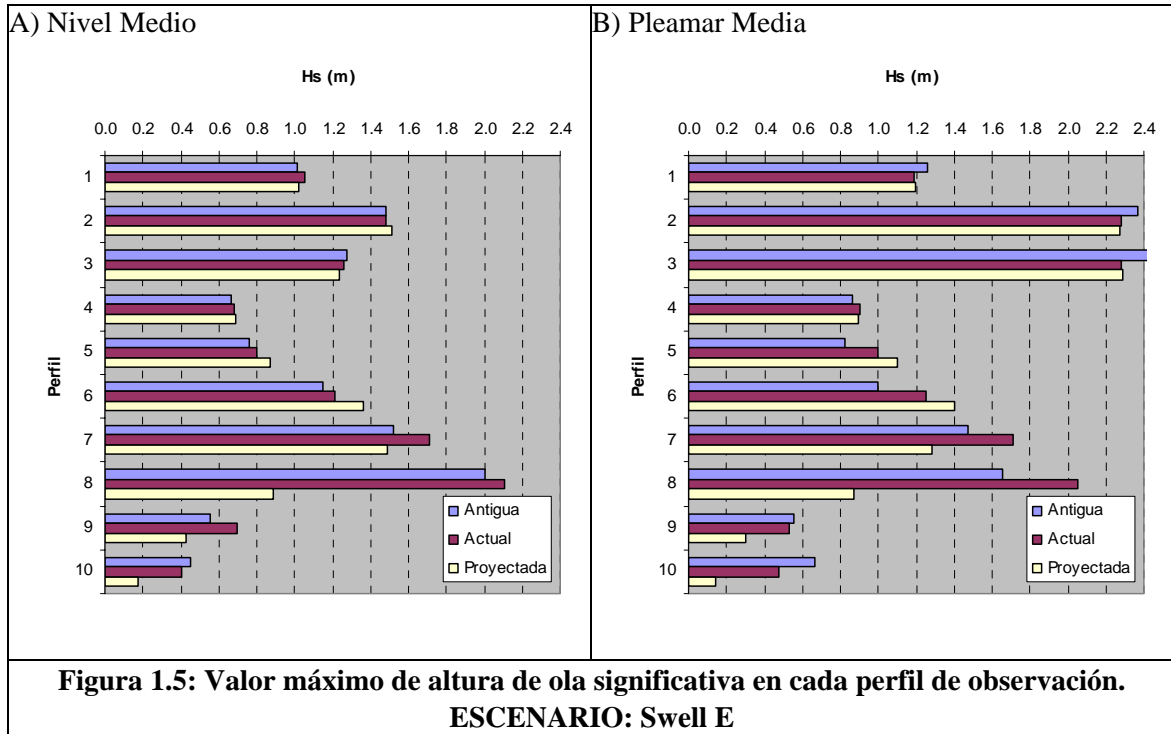 A) Nivel Medio
Hs (m)
0.0 0.2 0.4 0.6 0.8 1.0 1.2 1.4 1.6 1.8 2.0 2.2 2.4
Perfil
1
2
3
4
5
6
7
8
9
10
Antigua
Actual
Proyectada
B) Pleamar Media
Hs (m)
0.0 0.2 0.4 0.6 0.8 1.0 1.2 1.4 1.6 1.8 2.0 2.2 2.4
Perfil
1
2
3
4
5
6
7
8
9
10
Antigua
Actual
Proyectada
Figura 1.5: Valor máximo de altura de ola significativa en cada perfil de observación.
ESCENARIO: Swell E